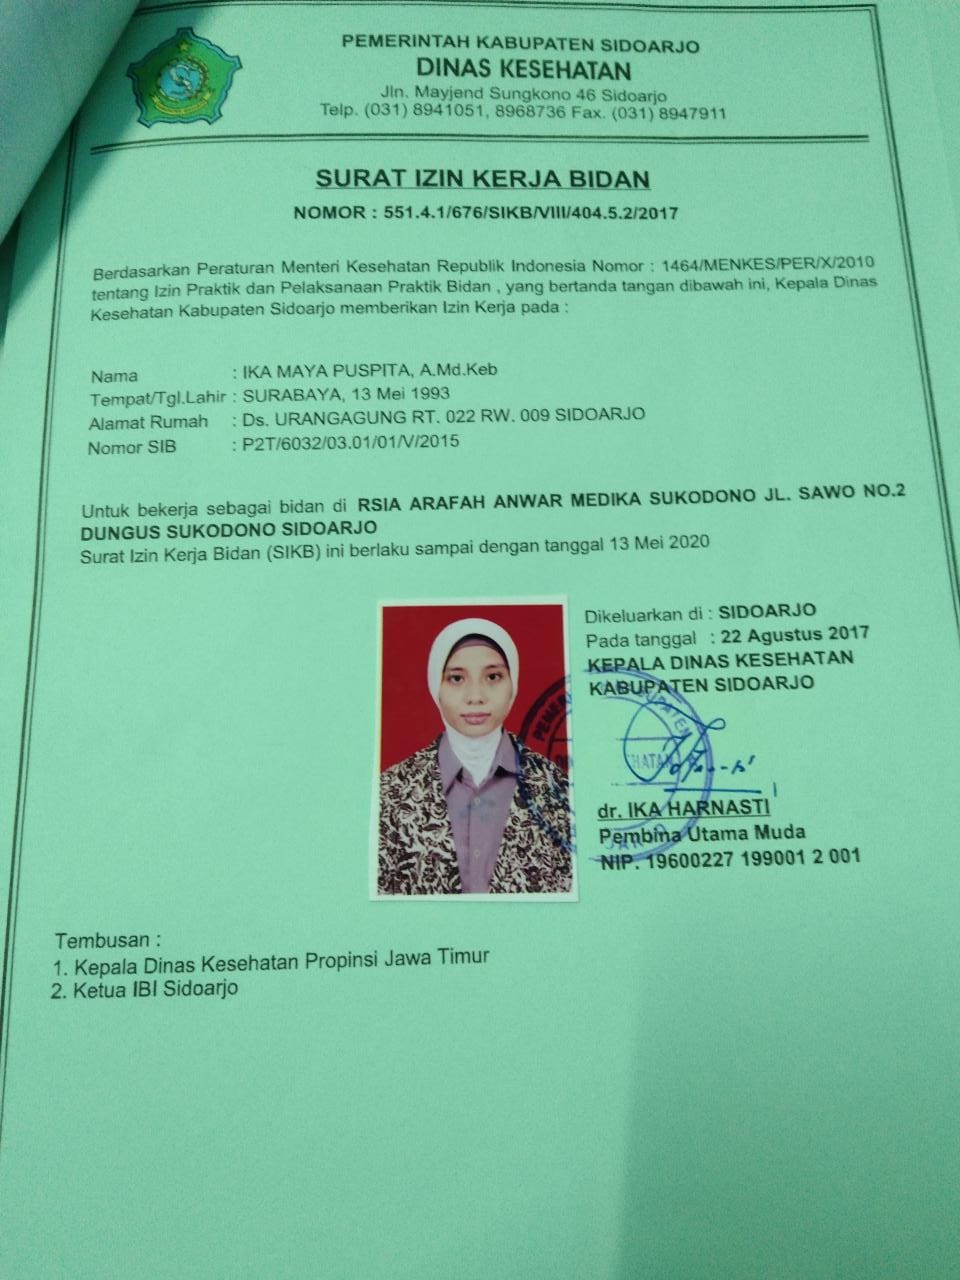 PEMERINTAH KABUPATEN SIDOARJO
DINAS KESEHATAN
Jln. Mayjend Sungkono 46 Sidoarjo
Telp. (031) 8941051, 8968736 Fax. (031) 8947911
SURAT IZIN KERJA BIDAN
NOMOR : 551.4.1/676/SIKB/VIII/404.5.2/2017
Berdasarkan Peraturan Menteri Kesehatan Republik Indonesia Nomor : 1464/MENKES/PER/X/2010
tentang Izin Praktik dan Pelaksanaan Praktik Bidan , yang bertanda tangan dibawah ini, Kepala Dinas
Kesehatan Kabupaten Sidoarjo memberikan Izin Kerja pada :
Nama : IKA MAYA PUSPITA, A.Md.Keb
Tempat/Tgl.Lahir : SURABAYA, 13 Mei 1993
Alamat Rumah : Ds. URANGAGUNG RT. 022 RW. 009 SIDOARJO
Nomor SIB : P2T/6032/03.01/01/V/2015
Untuk bekerja sebagai bidan di RSIA ARAFAH ANWAR MEDIKA SUKODONO JL. SAWO NO.2
DUNGUS SUKODONO SIDOARJO
Surat Izin Kerja Bidan (SIKB) ini berlaku sampai dengan tanggal 13 Mei 2020
Dikeluarkan di : SIDOARJO
Pada tanggal : 22 Agustus 2017
KEPALA DINAS KESEHATAN
KABUPATEN SIDOARJO
dr. IKA HARNASTI
Pembina Utama Muda
NIP. 19600227 199001 2 001
Tembusan :
1. Kepala Dinas Kesehatan Propinsi Jawa Timur
2. Ketua IBI Sidoarjo